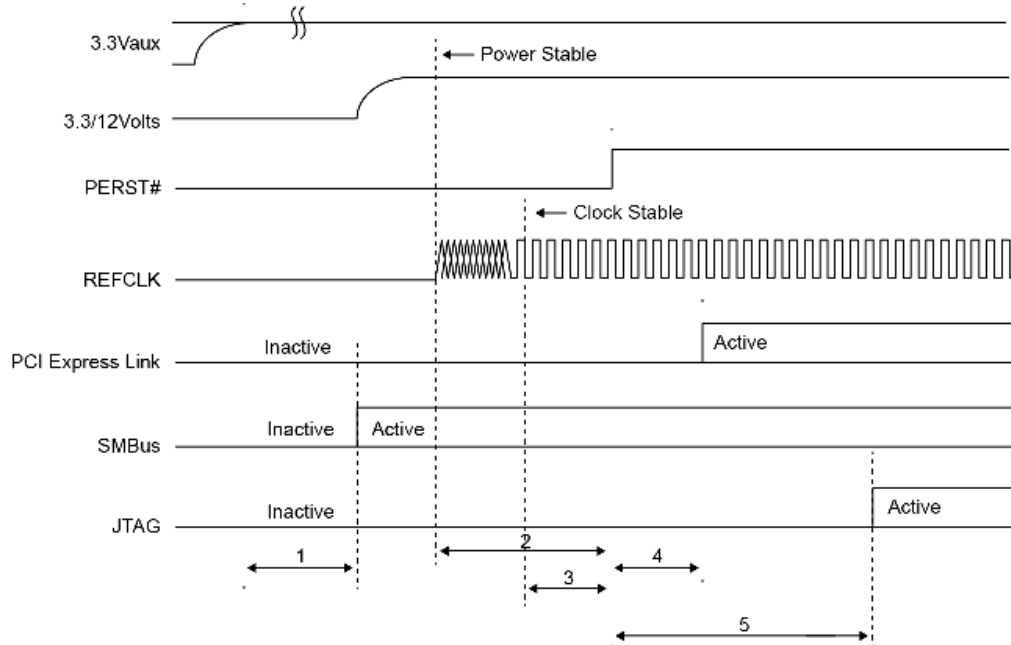 3.3Vaux
Power Stable
3.3/12Volts
PERST#
Clock Stable
REFCLK
PCI Express Link
Inactive
Active
SMBus
Inactive
Active
JTAG
Inactive
Active
1
2
4
3
5